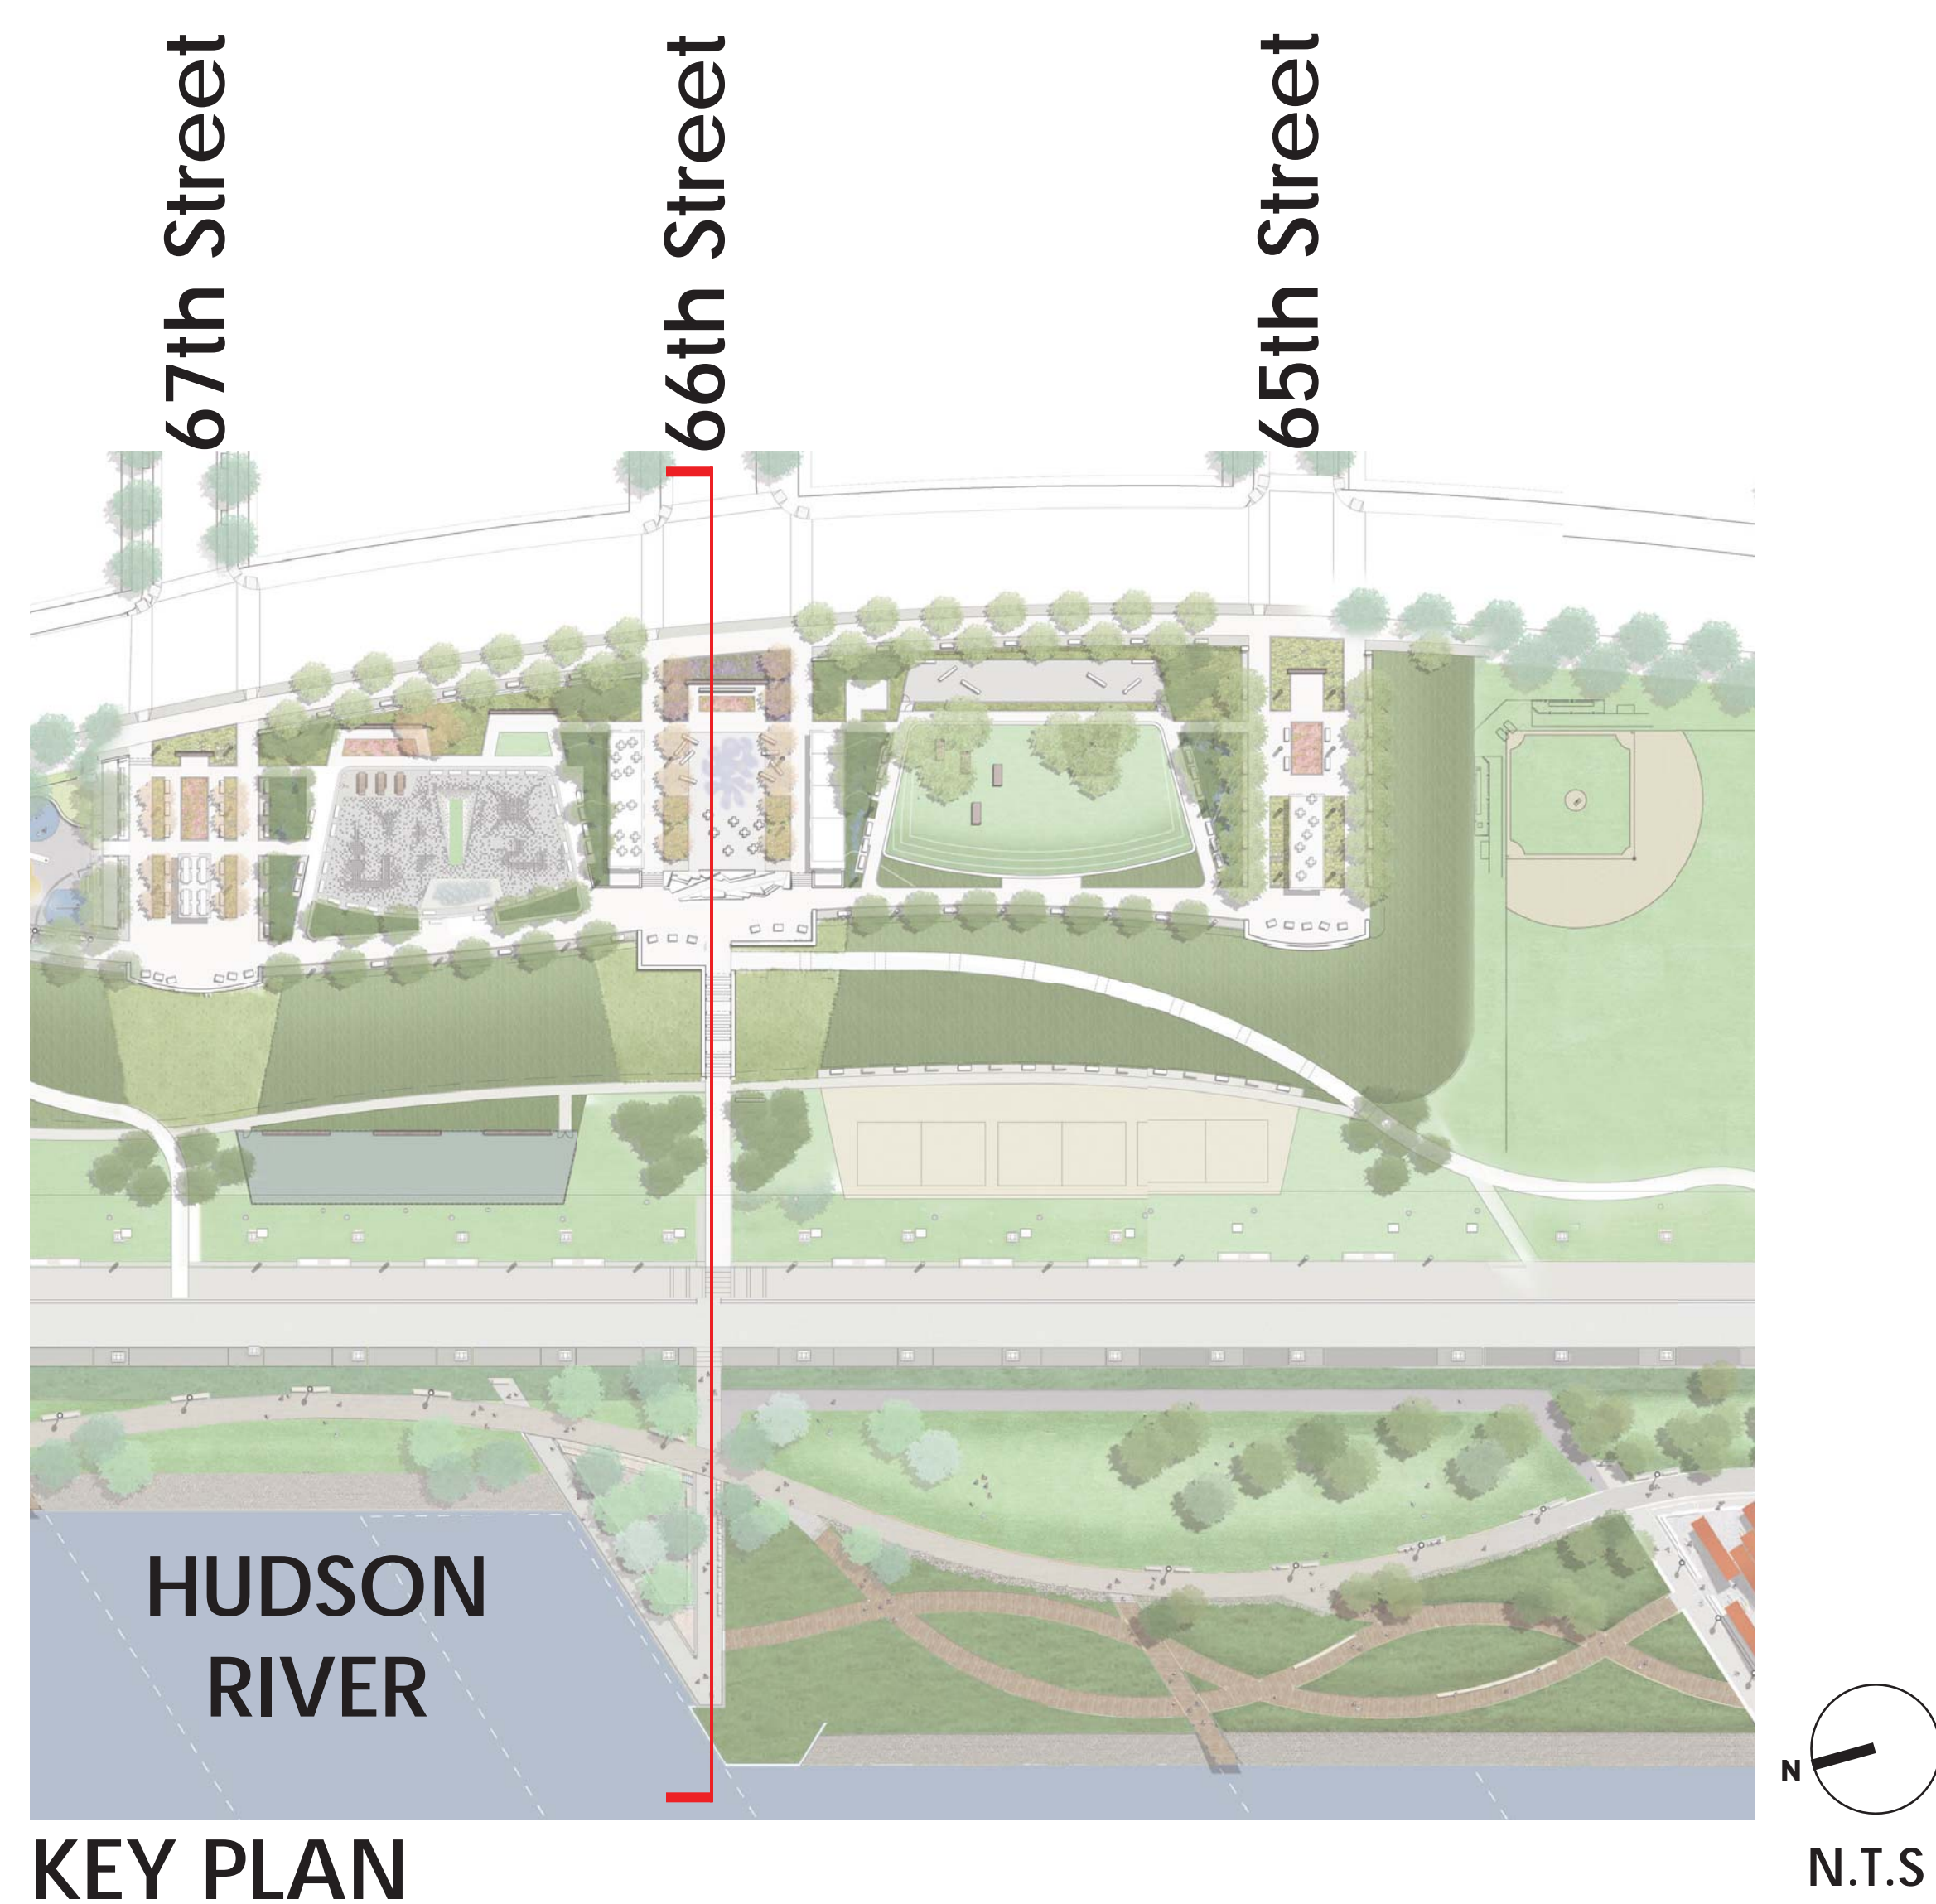 67th Street
66th Street
65th Street
HUDSON
RIVER
N
KEY PLAN
N.T.S